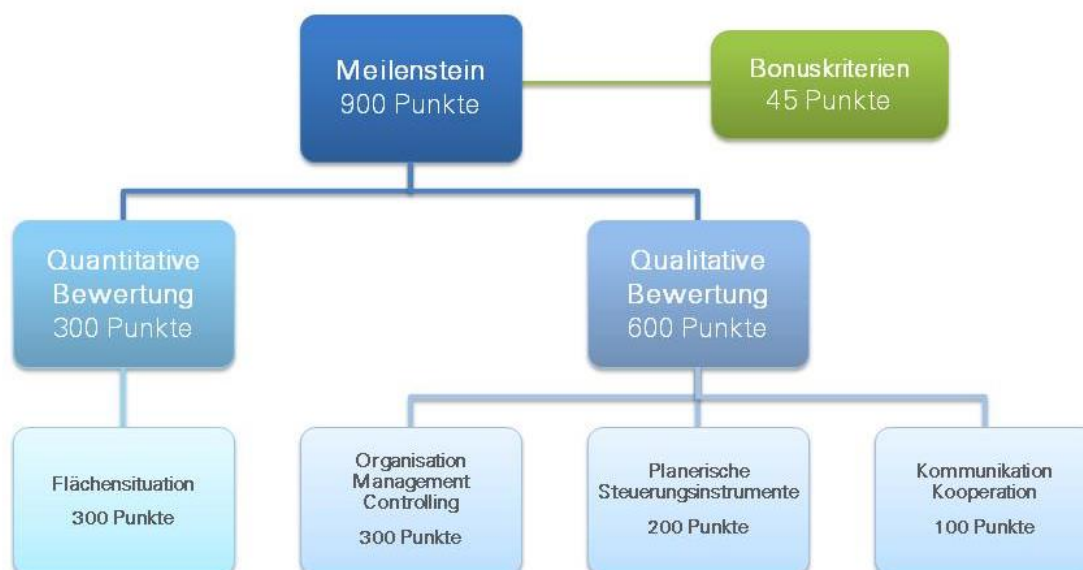 Meilenstein
900 Punkte
Bonuskriterien
45 Punkte
Quantitative
Bewertung
300 Punkte
Qualitative
Bewertung
600 Punkte
Flächensituation
300 Punkte
Organisation
Management
Controlling
300 Punkte
Planerische
Steuerungsinstrumente
200 Punkte
Kommunikation
Kooperation
100 Punkte